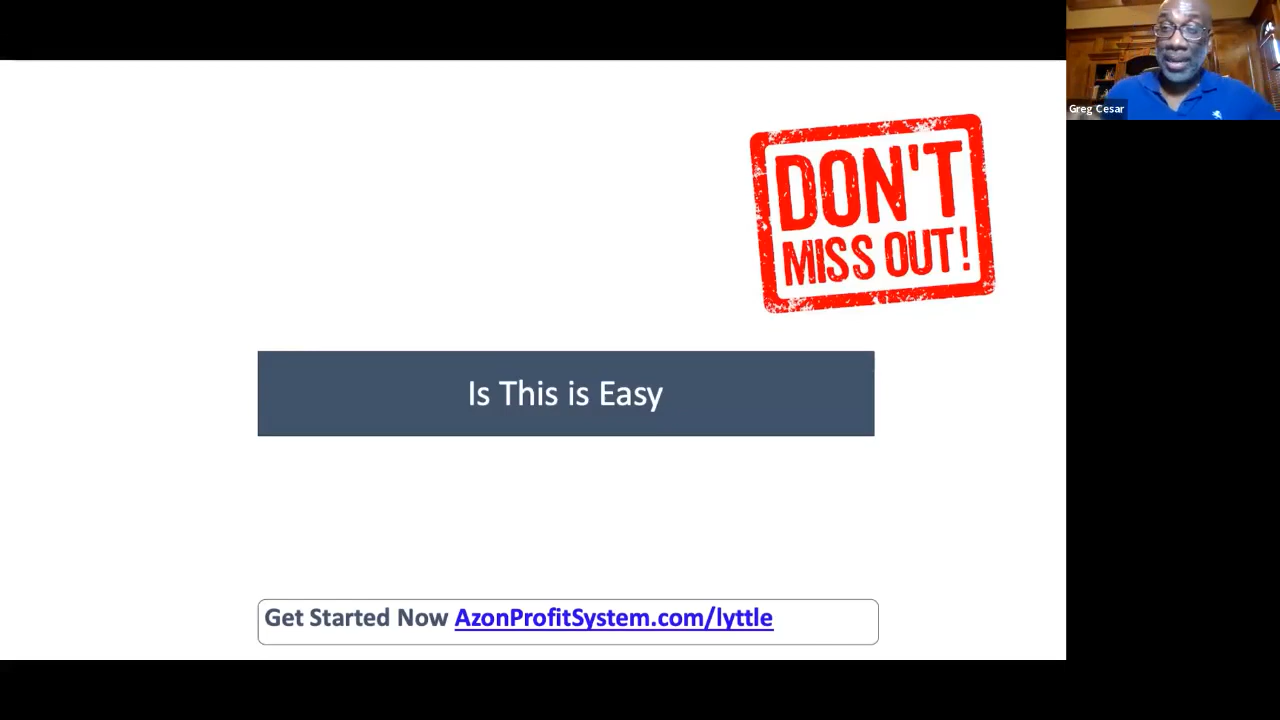 Greg Cesar
DON'T
MISS OUT!
Is This is Easy
Get Started Now AzonProfitSystem.com/lyttle